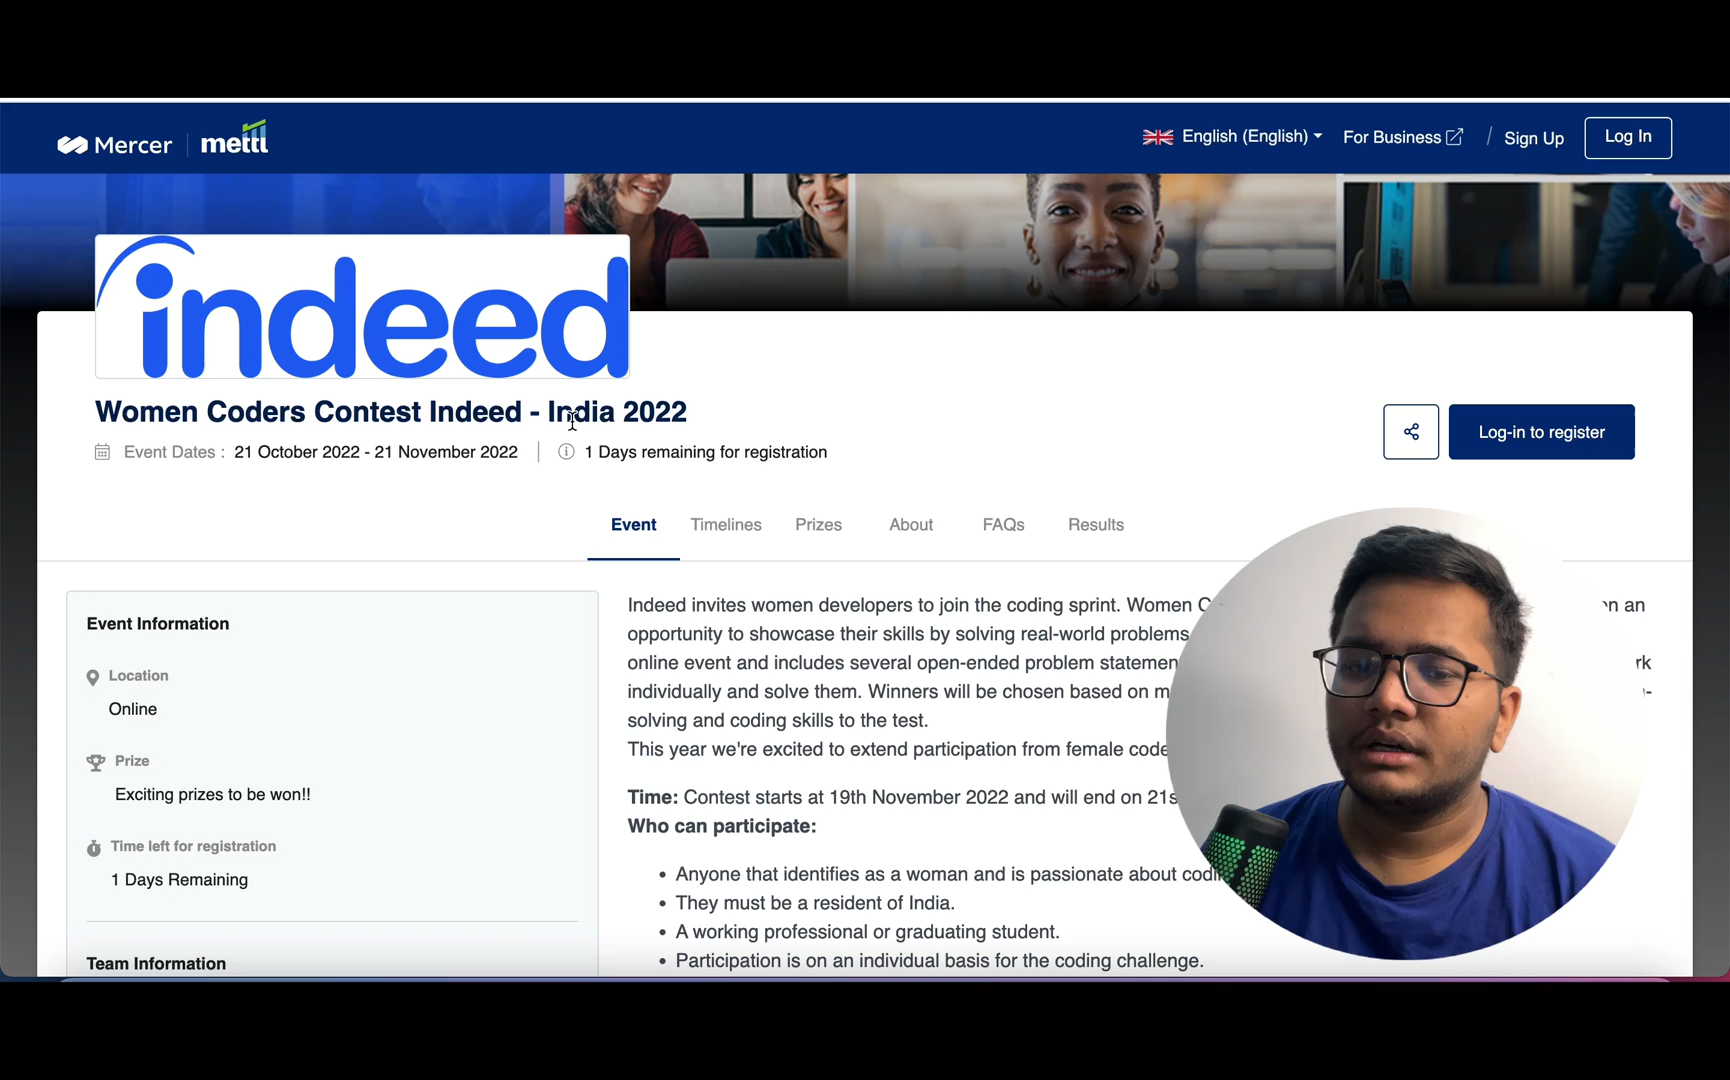 Mercer mettl
English (English) For Business / Sign Up Log In
indeed
Women Coders Contest Indeed - India 2022
Event Dates : 21 October 2022 - 21 November 2022 1 Days remaining for registration
Log-in to register
Event Timelines Prizes About FAQs Results
Event Information
Location
Online
Prize
Exciting prizes to be won!!
Time left for registration
1 Days Remaining
Team Information
Indeed invites women developers to join the coding sprint. Women an
opportunity to showcase their skills by solving real-world problems
online event and includes several open-ended problem
individually and solve them. Winners will be chosen based on
solving and coding skills to the test.
This year we're excited to extend participation from female
Time: Contest starts at 19th November 2022 and will end on
Who can participate:
• Anyone that identifies as a woman and is passionate about
• They must be a resident of India.
• A working professional or graduating student.
• Participation is on an individual basis for the coding challenge.